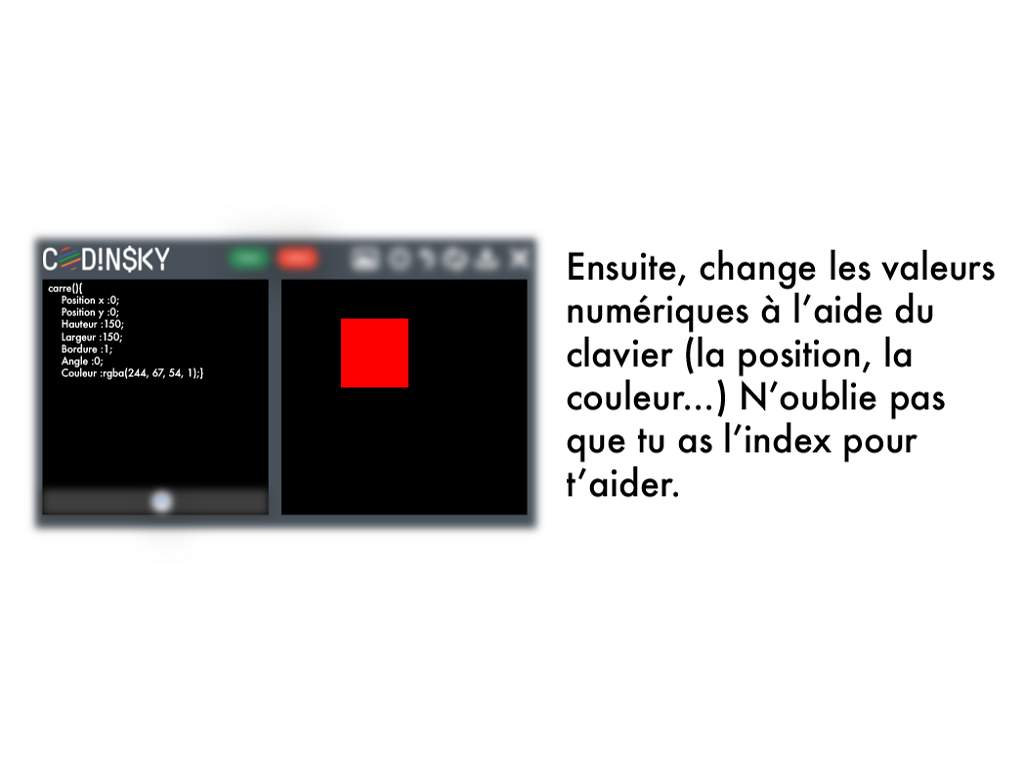 CODIN$KY
carre(){
Position x :0;
Position y :0;
Hauteur :150;
Largeur :150;
Bordure :1;
Angle :0;
Couleur :rgba(244, 67, 54, 1);}
Ensuite, change les valeurs
numériques à l’aide du
clavier (la position, la
couleur...) N’oublie pas
que tu as l’index pour
t’aider.